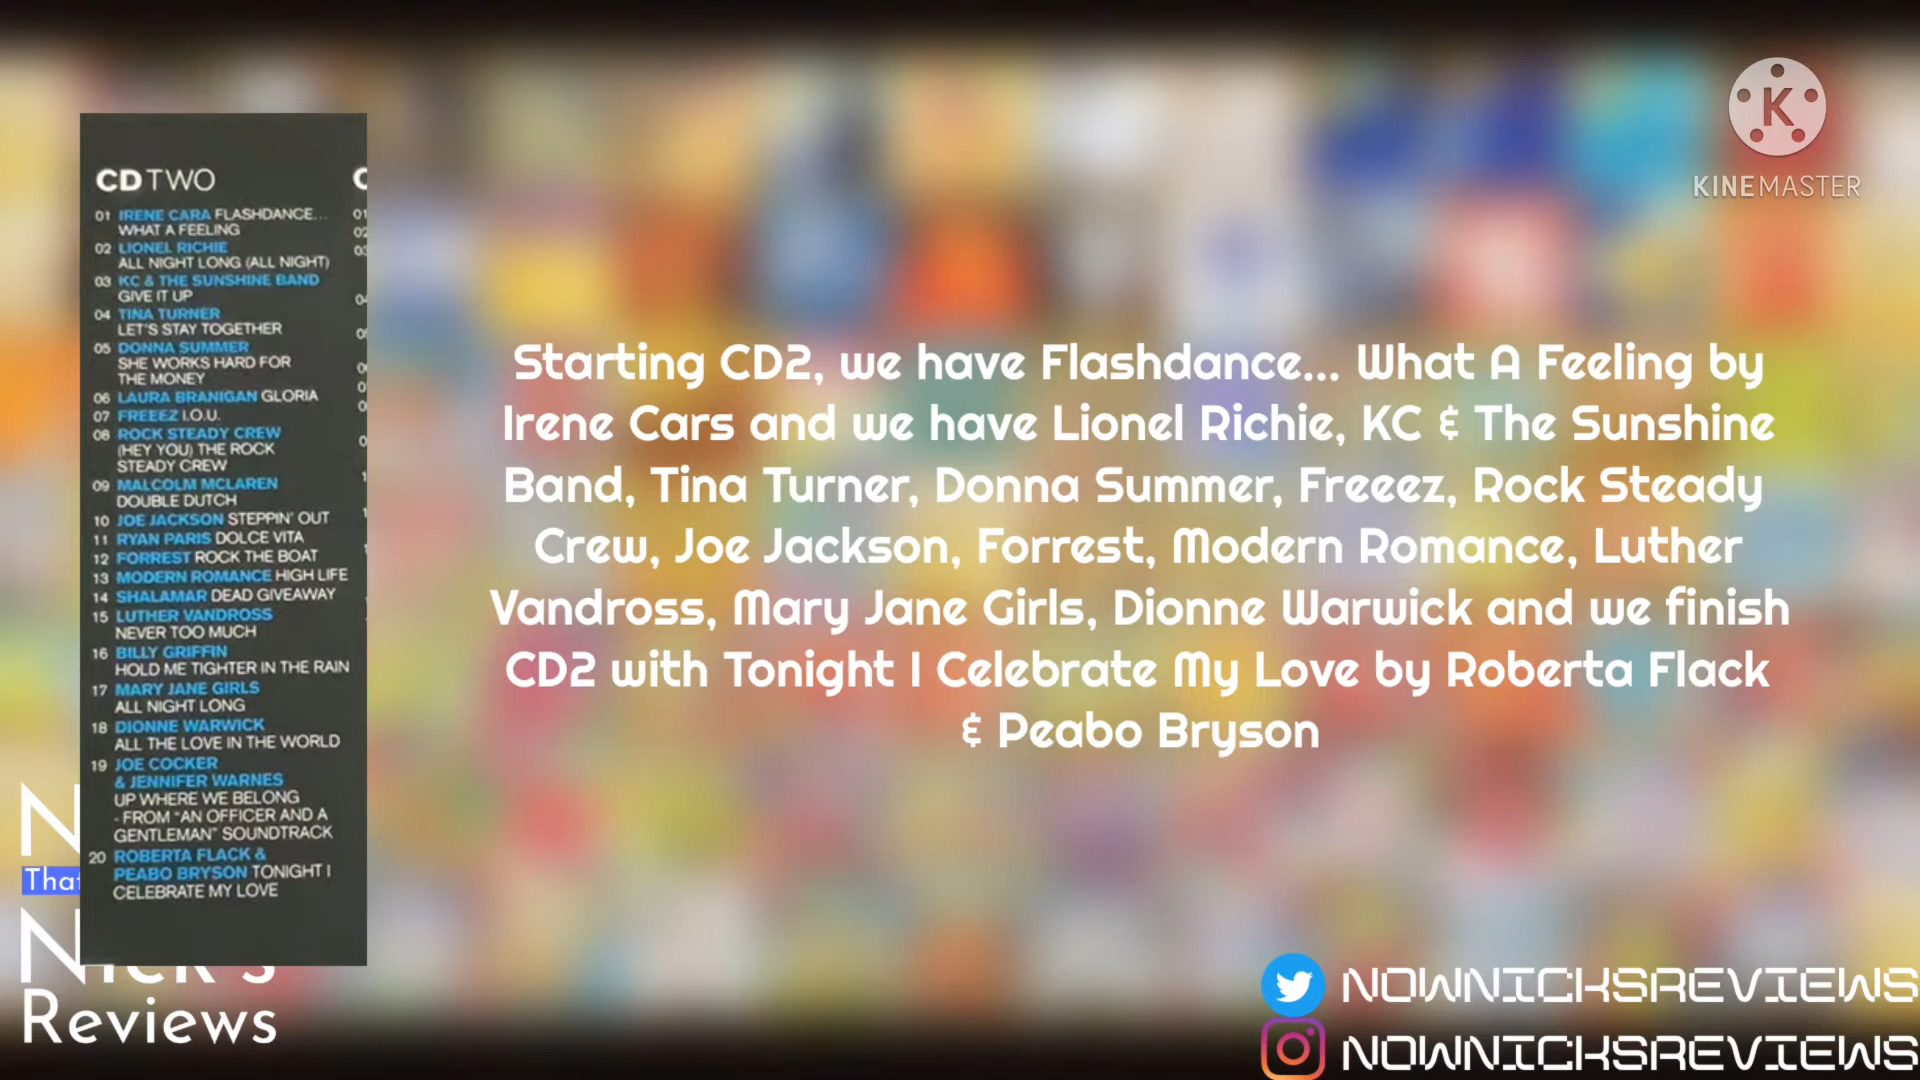 CD TWO
01 IRENE CARA FLASHDANCE...
WHAT A FEELING
02 LIONEL RICHIE
ALL NIGHT LONG (ALL NIGHT)
03 KC & THE SUNSHINE BAND
GIVE IT UP
04 TINA TURNER
LET'S STAY TOGETHER
05 DONNA SUMMER
SHE WORKS HARD FOR
THE MONEY
06 LAURA BRANIGAN GLORIA
07 FREEEZ I.O.U.
08 ROCK STEADY CREW
(HEY YOU) THE ROCK
STEADY CREW
09 MALCOLM MCLAREN
DOUBLE DUTCH
10 JOE JACKSON STEPPIN' OUT
11 RYAN PARIS DOLCE VITA
12 FORREST ROCK THE BOAT
13 MODERN ROMANCE HIGH LIFE
14 SHALAMAR DEAD GIVEAWAY
15 LUTHER VANDROSS
NEVER TOO MUCH
16 BILLY GRIFFIN
HOLD ME TIGHTER IN THE RAIN
17 MARY JANE GIRLS
ALL NIGHT LONG
18 DIONNE WARWICK
ALL THE LOVE IN THE WORLD
19 JOE COCKER
& JENNIFER WARNES
UP WHERE WE BELONG
- FROM "AN OFFICER AND A
GENTLEMAN" SOUNDTRACK
20 ROBERTA FLACK &
PEABO BRYSON TONIGHT I
CELEBRATE MY LOVE
Starting CD2, we have Flashdance... What A Feeling by
Irene Cars and we have Lionel Richie, KC & The Sunshine
Band, Tina Turner, Donna Summer, Freeez, Rock Steady
Crew, Joe Jackson, Forrest, Modern Romance, Luther
Vandross, Mary Jane Girls, Dionne Warwick and we finish
CD2 with Tonight I Celebrate My Love by Roberta Flack
& Peabo Bryson
KINEMASTER
Nick's
Reviews
NOWNICKSREVIEWS
NOWNICKSREVIEWS